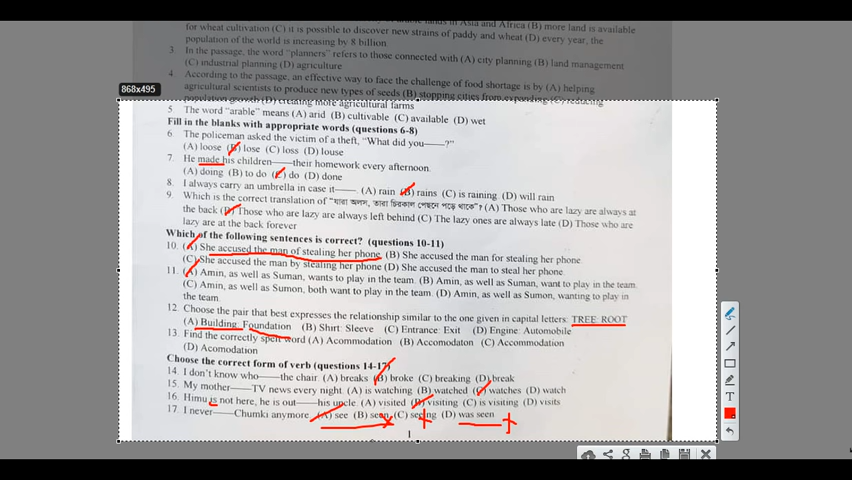 for wheat cultivation (C) it is possible to discover new strains of paddy and wheat (D) every year, the
population of the world is increasing by 8 billion
3 In the passage, the word "planners" refers to those connected with (A) city planning (B) land management
(C) industrial planning (D) agriculture
4 According to the passage, an effective way to face the challenge of food shortage is by (A) helping
agricultural scientists to produce new types of seeds (B) stopping cities from expanding (C) reducing
868x495
population growth (D) creating more agricultural farms
5. The word "arable" means (A) arid (B) cultivable (C) available (D) wet
Fill in the blanks with appropriate words (questions 6-8)
6. The policeman asked the victim of a theft, "What did you——?"
(A) loose (B) lose (C) loss (D) louse
7. He made his children——their homework every afternoon.
(A) doing (B) to do (C) do (D) done
8. I always carry an umbrella in case it——. (A) rain (B) rains (C) is raining (D) will rain
9. Which is the correct translation of "যারা অলস, তারা চিরকাল পেছনে পড়ে থাকে"? (A) Those who are lazy are always at
the back (B) Those who are lazy are always left behind (C) The lazy ones are always late (D) Those who are
lazy are at the back forever
Which of the following sentences is correct? (questions 10-11)
10. (A) She accused the man of stealing her phone (B) She accused the man for stealing her phone
(C) She accused the man by stealing her phone (D) She accused the man to steal her phone
11. (A) Amin, as well as Suman, wants to play in the team. (B) Amin, as well as Suman, want to play in the team.
(C) Amin, as well as Sumon, both want to play in the team. (D) Amin, as well as Sumon, wanting to play in
the team.
12. Choose the pair that best expresses the relationship similar to the one given in capital letters: TREE: ROOT
(A) Building: Foundation (B) Shirt: Sleeve (C) Entrance: Exit (D) Engine: Automobile
13. Find the correctly spelt word (A) Acommodation (B) Accomodaton (C) Accommodation
(D) Acomodation
Choose the correct form of verb (questions 14-17)
14. I don't know who——the chair. (A) breaks (B) broke (C) breaking (D) break
15. My mother——TV news every night. (A) is watching (B) watched (C) watches (D) watch
16. Himu is not here, he is out——his uncle. (A) visited (B) visiting (C) is visiting (D) visits
17. I never——Chumki anymore. (A) see (B) seen (C) seeing (D) was seen